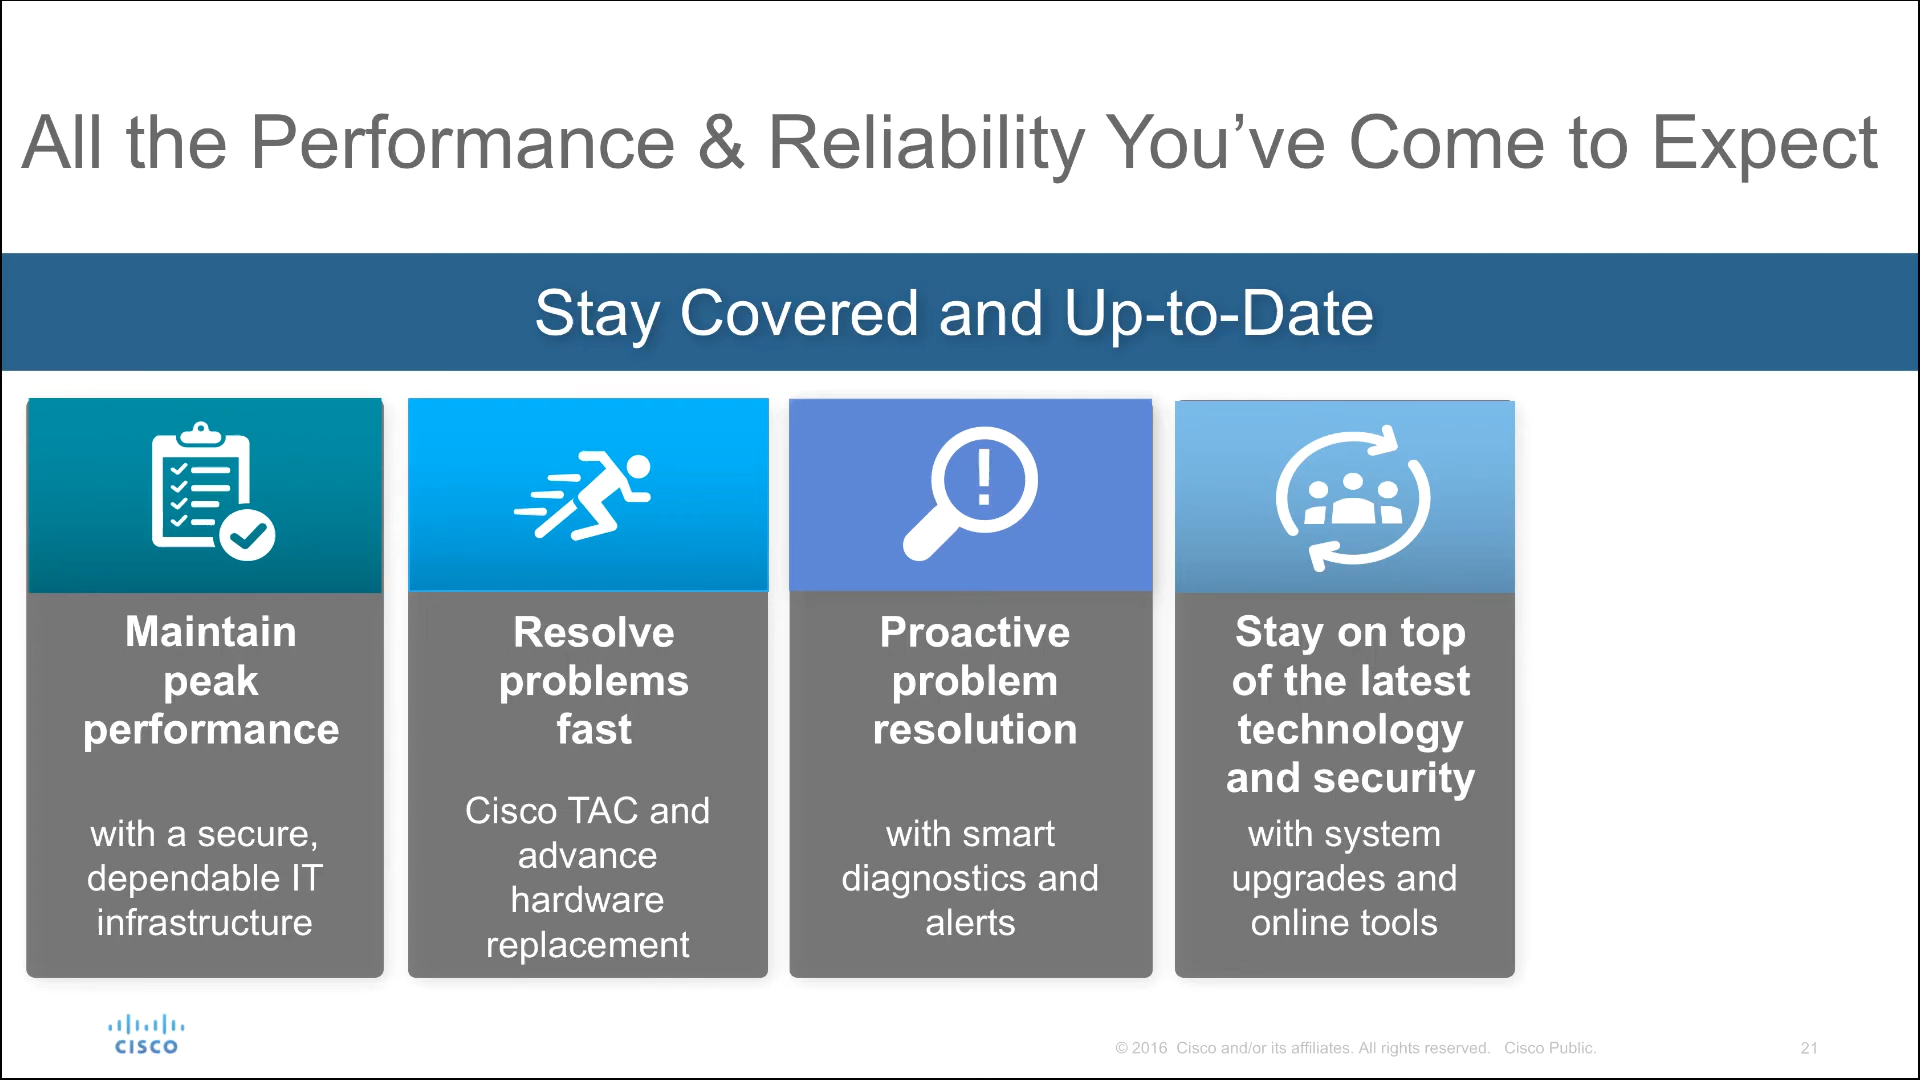 All the Performance & Reliability You’ve Come to Expect
Stay Covered and Up-to-Date
Maintain
peak
performance
with a secure,
dependable IT
infrastructure
Resolve
problems
fast
Cisco TAC and
advance
hardware
replacement
Proactive
problem
resolution
with smart
diagnostics and
alerts
Stay on top
of the latest
technology
and security
with system
upgrades and
online tools
CISCO
© 2016 Cisco and/or its affiliates. All rights reserved. Cisco Public.
21